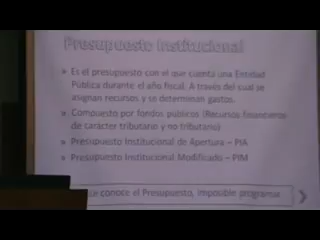 Presupuesto Institucional
» Es el presupuesto con el que cuenta una Entidad
Pública durante el año fiscal. A través del cual se
asignan recursos y se determinan gastos.
» Compuesto por fondos públicos (Recursos financieros
de carácter tributario y no tributario)
» Presupuesto Institucional de Apertura – PIA
» Presupuesto Institucional Modificado – PIM
se conoce el Presupuesto, imposible programar